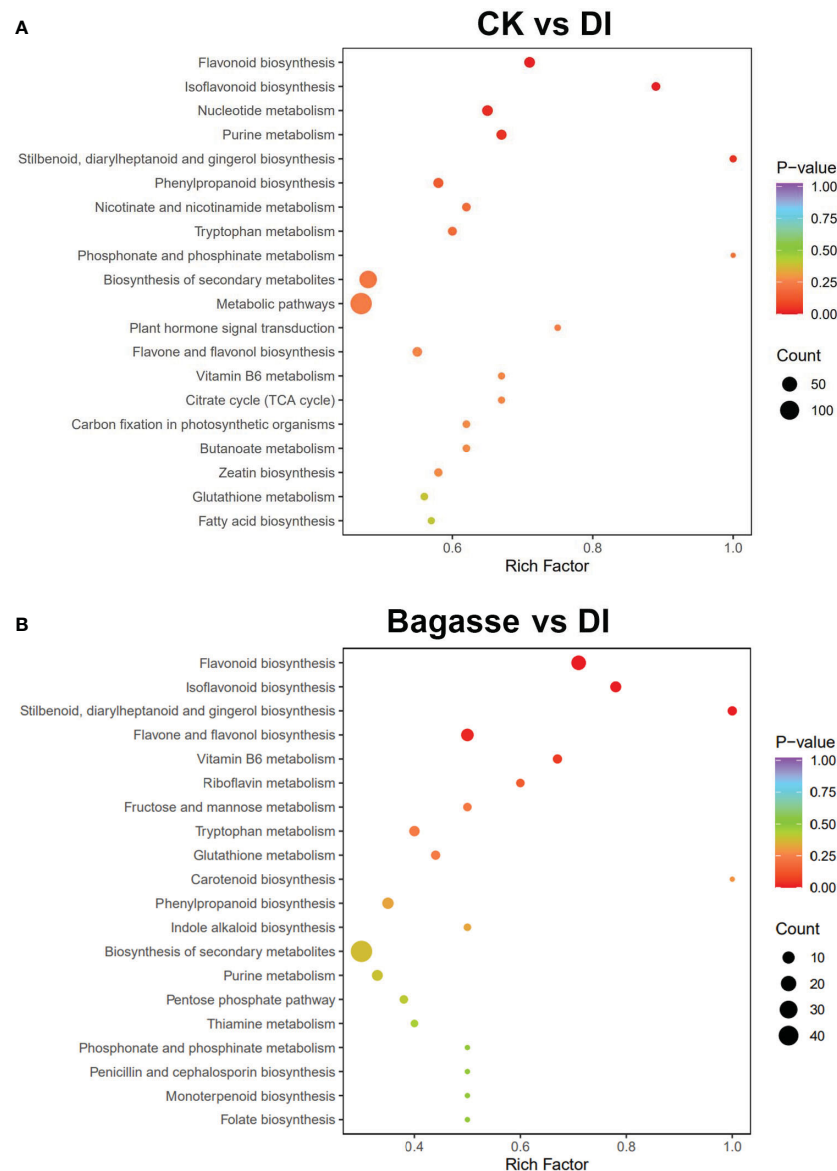 A
CK vs DI
Flavonoid biosynthesis
Isoflavonoid biosynthesis
Nucleotide metabolism
Purine metabolism
Stilbenoid, diarylheptanoid and gingerol biosynthesis
Phenylpropanoid biosynthesis
Nicotinate and nicotinamide metabolism
Tryptophan metabolism
Phosphonate and phosphinate metabolism
Biosynthesis of secondary metabolites
Metabolic pathways
Plant hormone signal transduction
Flavone and flavonol biosynthesis
Vitamin B6 metabolism
Citrate cycle (TCA cycle)
Carbon fixation in photosynthetic organisms
Butanoate metabolism
Zeatin biosynthesis
Glutathione metabolism
Fatty acid biosynthesis
0.6 0.8 1.0
Rich Factor
P−value
1.00
0.75
0.50
0.25
0.00
Count
50
100
B
Bagasse vs DI
Flavonoid biosynthesis
Isoflavonoid biosynthesis
Stilbenoid, diarylheptanoid and gingerol biosynthesis
Flavone and flavonol biosynthesis
Vitamin B6 metabolism
Riboflavin metabolism
Fructose and mannose metabolism
Tryptophan metabolism
Glutathione metabolism
Carotenoid biosynthesis
Phenylpropanoid biosynthesis
Indole alkaloid biosynthesis
Biosynthesis of secondary metabolites
Purine metabolism
Pentose phosphate pathway
Thiamine metabolism
Phosphonate and phosphinate metabolism
Penicillin and cephalosporin biosynthesis
Monoterpenoid biosynthesis
Folate biosynthesis
0.4 0.6 0.8 1.0
Rich Factor
P−value
1.00
0.75
0.50
0.25
0.00
Count
10
20
30
40